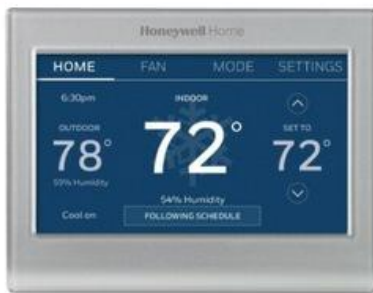 Honeywell Home
HOME FAN MODE SETTINGS
6:30pm
INDOOR
OUTDOOR
78°
72°
SET TO
72°
54% Humidity
Cool on
FOLLOWING SCHEDULE